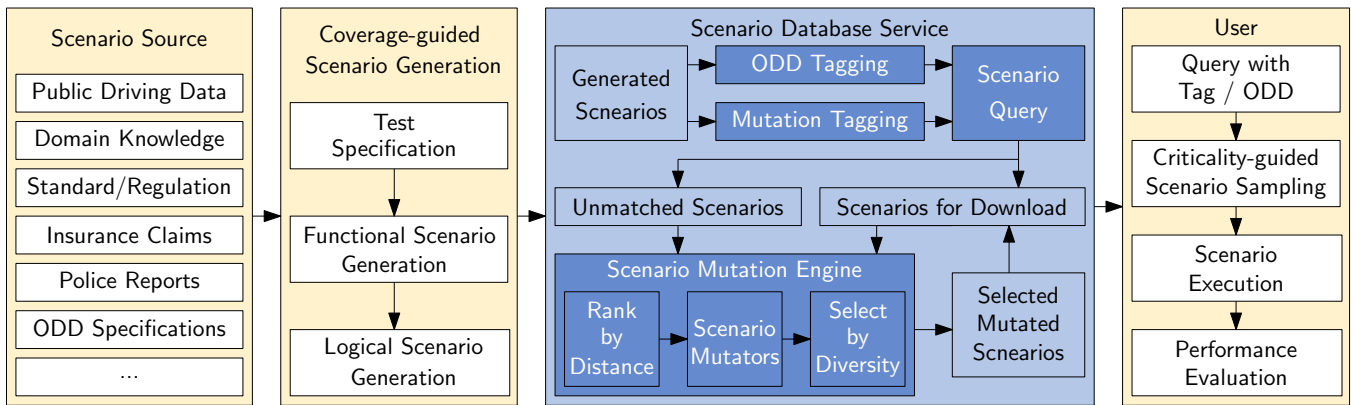 Scenario Source
Public Driving Data
Domain Knowledge
Standard/Regulation
Insurance Claims
Police Reports
ODD Specifications
...
Coverage-guided
Scenario Generation
Test
Specification
Functional Scenario
Generation
Logical Scenario
Generation
Scenario Database Service
Generated
Scnearios
ODD Tagging
Mutation Tagging
Scenario
Query
Unmatched Scenarios
Scenarios for Download
Scenario Mutation Engine
Rank
by
Distance
Scenario
Mutators
Select
by
Diversity
Selected
Mutated
Scnearios
User
Query with
Tag / ODD
Criticality-guided
Scenario Sampling
Scenario
Execution
Performance
Evaluation